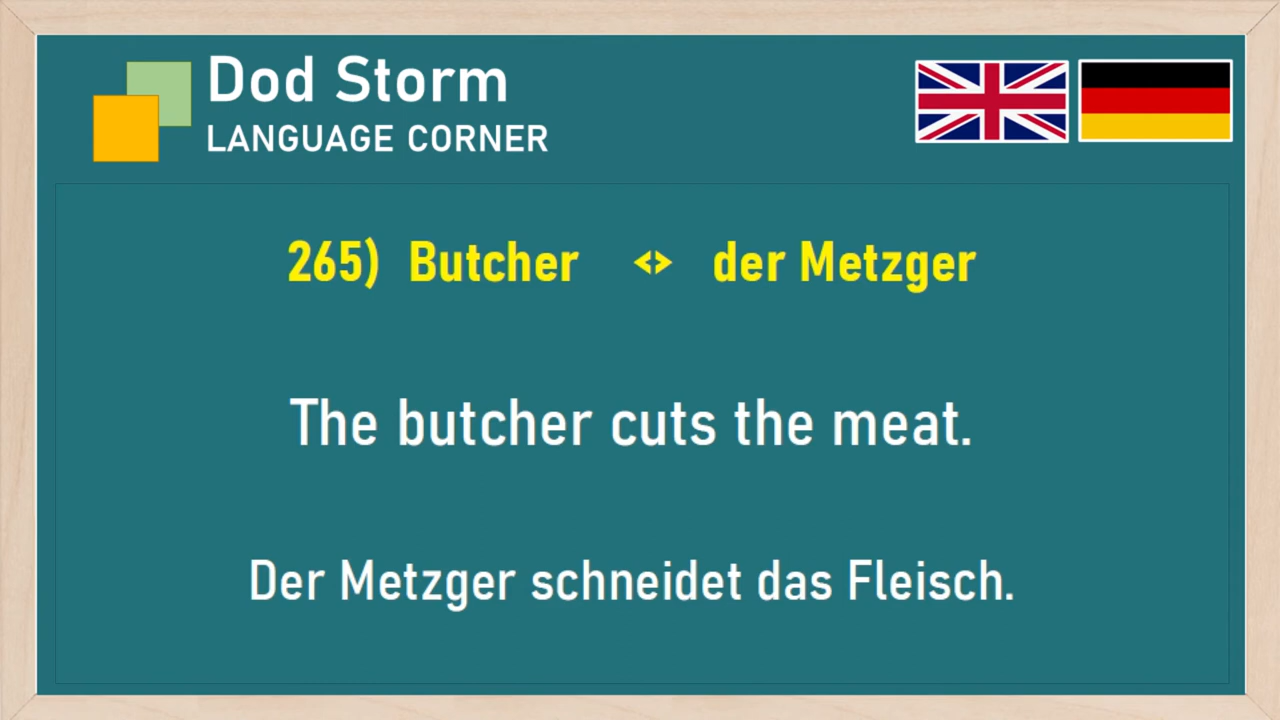 Dod Storm
LANGUAGE CORNER
265) Butcher <> der Metzger
The butcher cuts the meat.
Der Metzger schneidet das Fleisch.